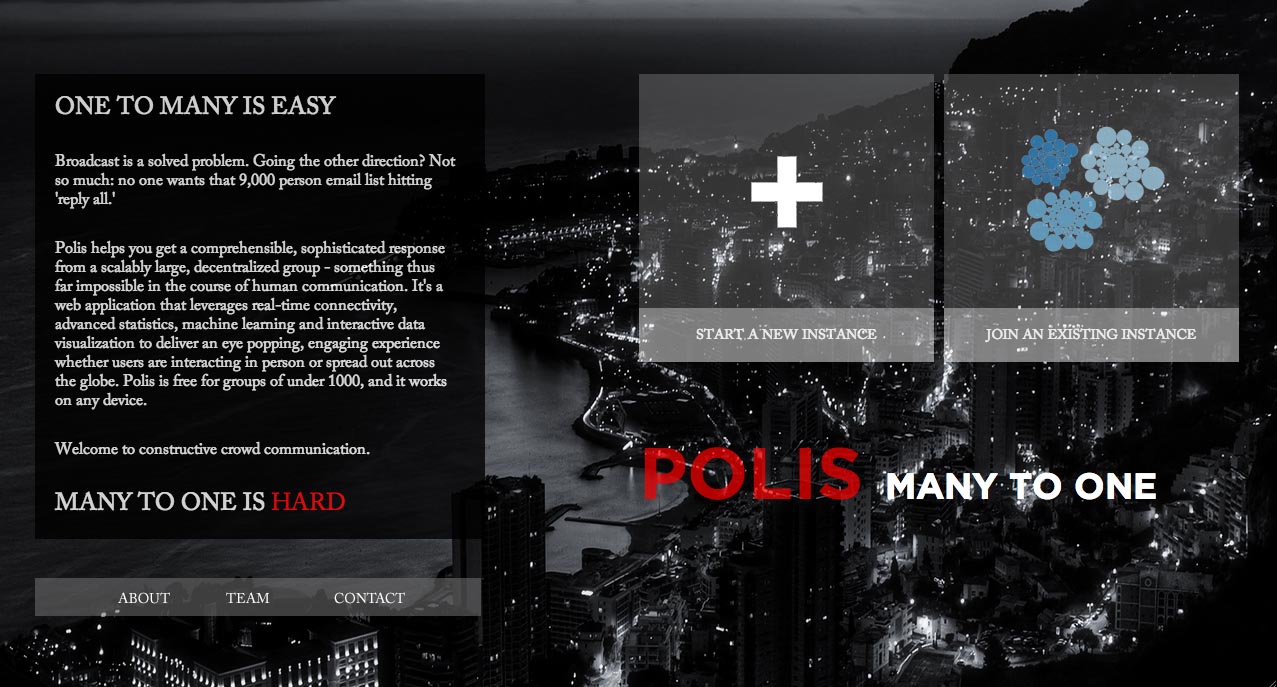 ONE TO MANY IS EASY
Broadcast is a solved problem. Going the other direction? Not
so much: no one wants that 9,000 person email list hitting
'reply all.'
Polis helps you get a comprehensible, sophisticated response
from a scalably large, decentralized group - something thus
far impossible in the course of human communication. It's a
web application that leverages real-time connectivity,
advanced statistics, machine learning and interactive data
visualization to deliver an eye popping, engaging experience
whether users are interacting in person or spread out across
the globe. Polis is free for groups of under 1000, and it works
on any device.
Welcome to constructive crowd communication.
MANY TO ONE IS HARD
ABOUT TEAM CONTACT
START A NEW INSTANCE
JOIN AN EXISTING INSTANCE
POLIS MANY TO ONE